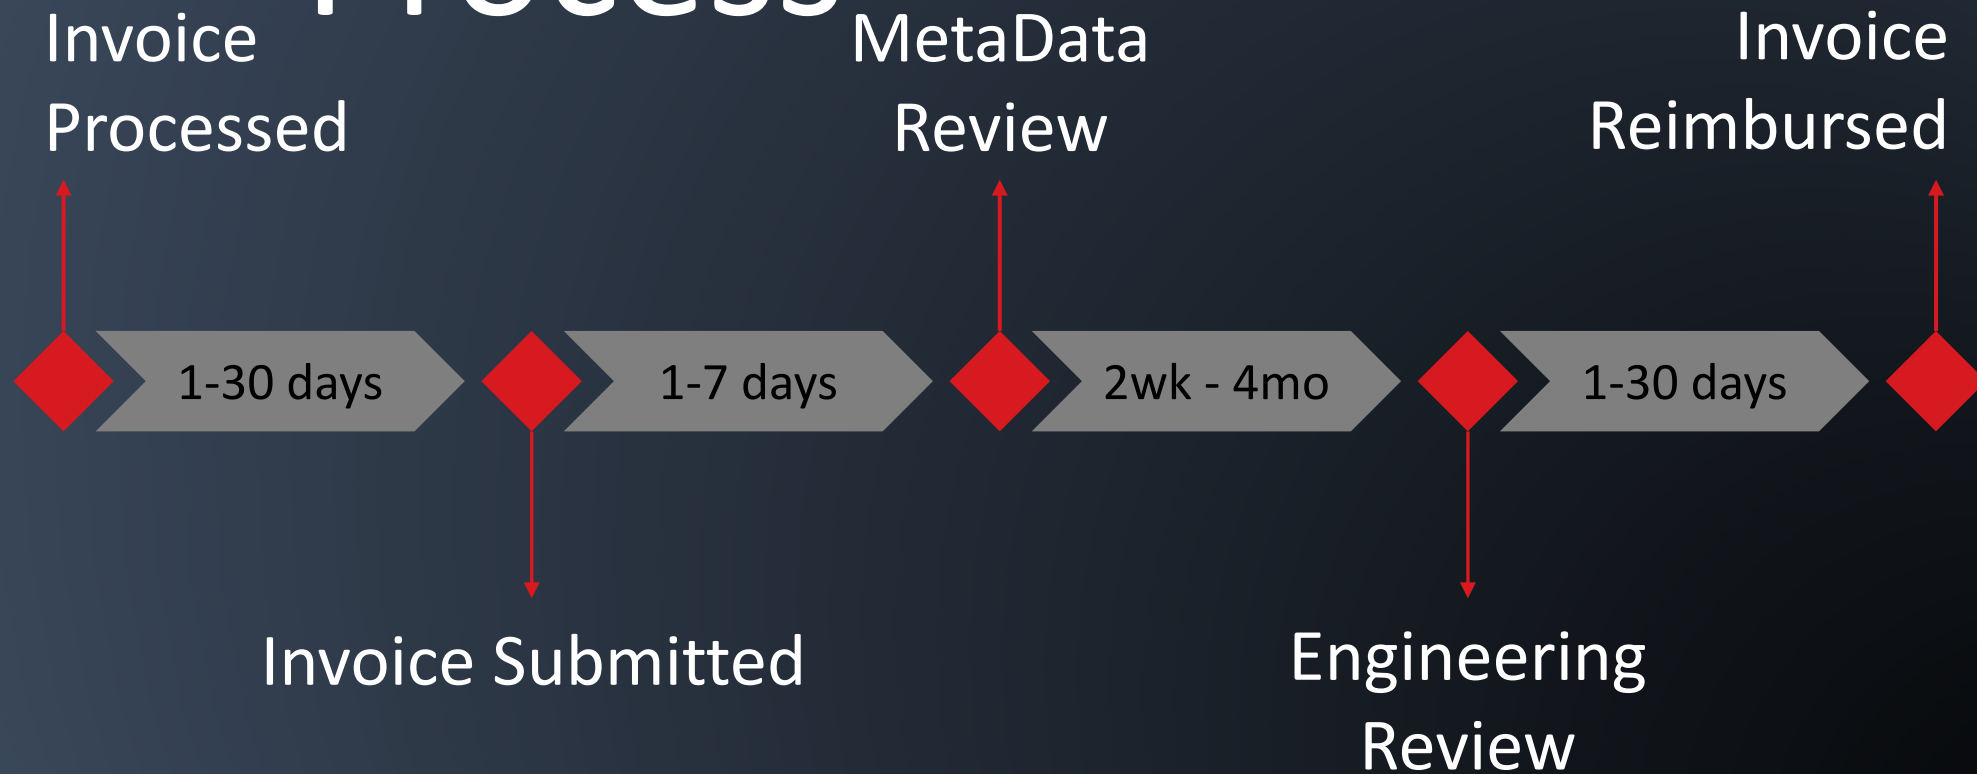 Process
Invoice
Processed
MetaData
Review
Invoice
Reimbursed
1-30 days
1-7 days
2wk - 4mo
1-30 days
Invoice Submitted
Engineering
Review